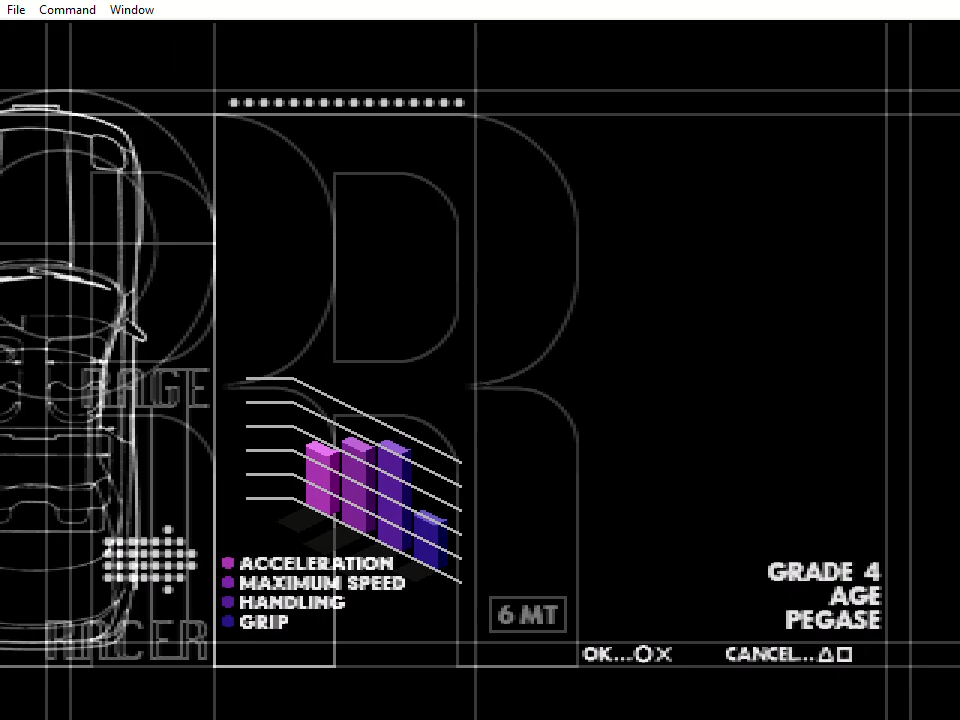 File Command Window
RAGE
ACCELERATION
MAXIMUM SPEED
HANDLING
GRIP
RACER
6 MT
GRADE 4
AGE
PEGASE
OK...○× CANCEL...△□